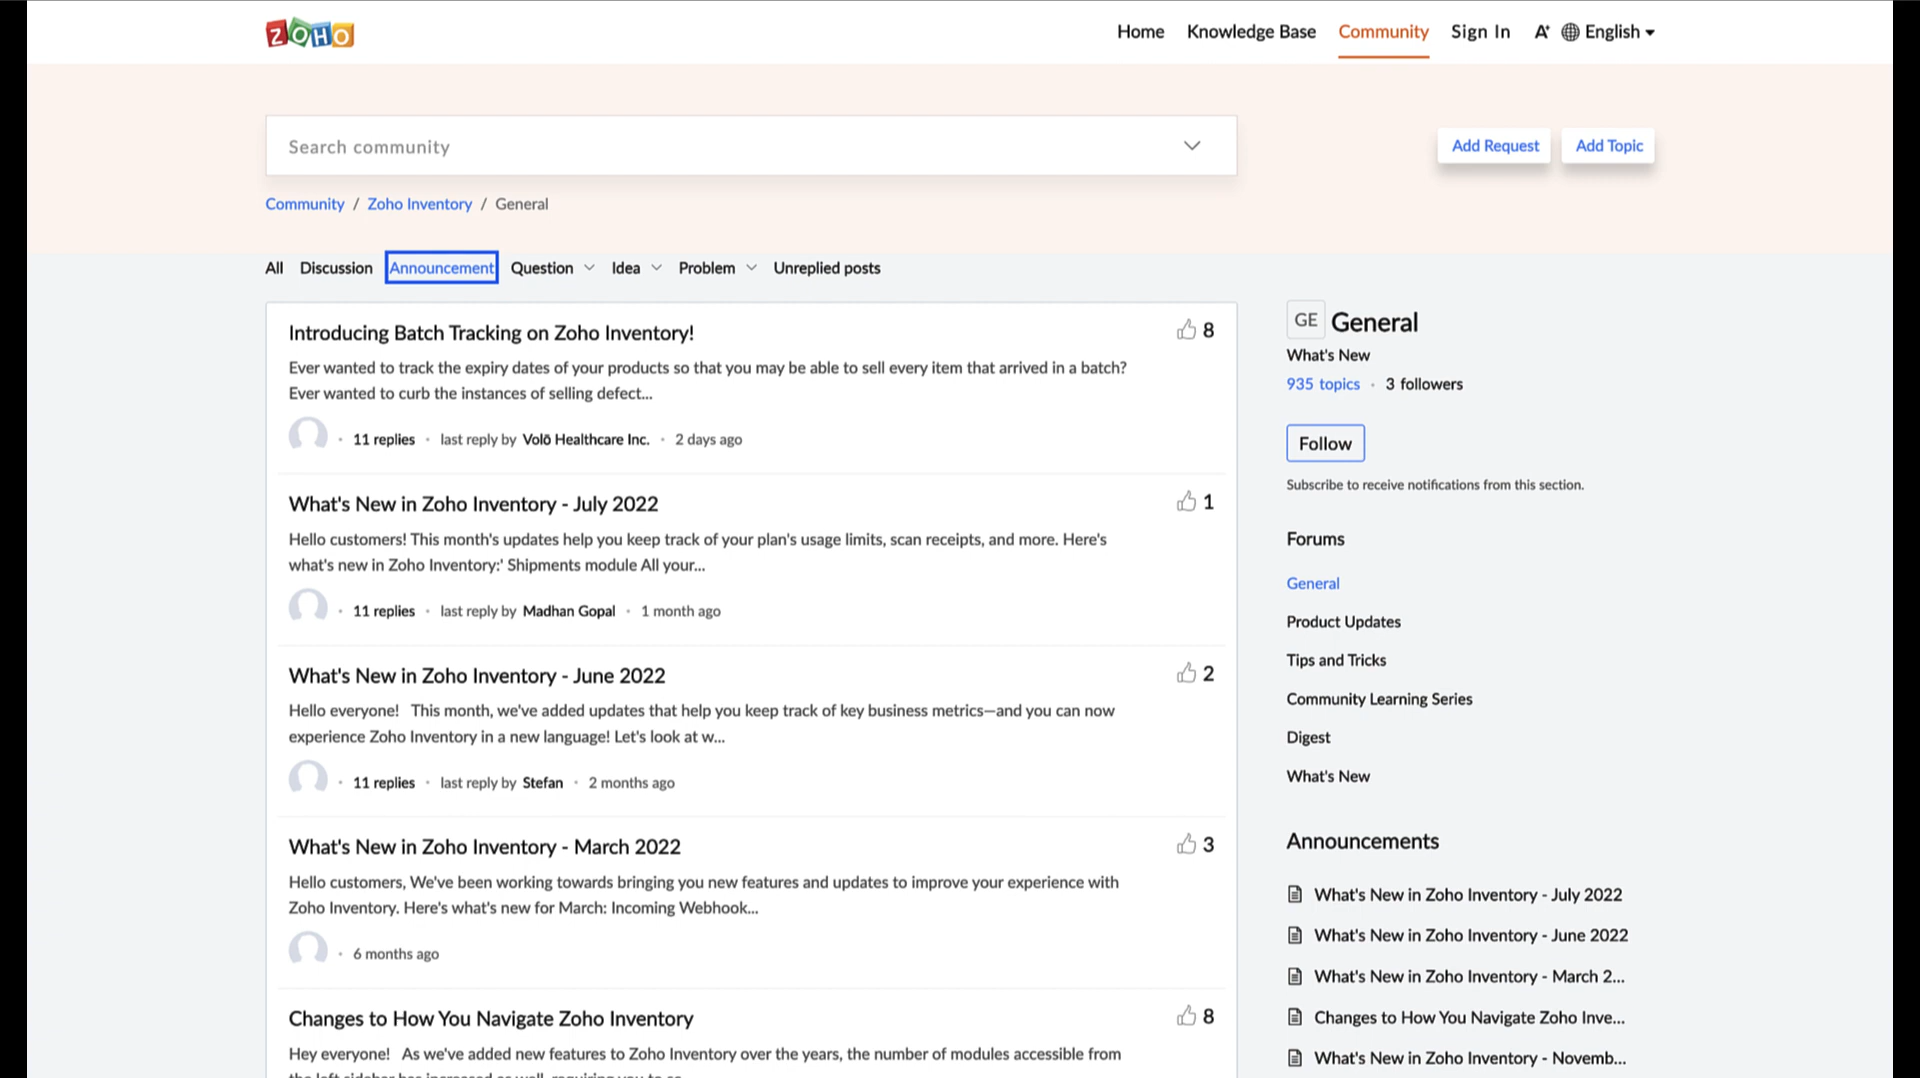 ZOHO
Home Knowledge Base Community Sign In A English
Search community
Add Request Add Topic
Community / Zoho Inventory / General
All Discussion Announcement Question Idea Problem Unreplied posts
Introducing Batch Tracking on Zoho Inventory!
8
Ever wanted to track the expiry dates of your products so that you may be able to sell every item that arrived in a batch?
Ever wanted to curb the instances of selling defect...
· 11 replies · last reply by Volō Healthcare Inc. · 2 days ago
What's New in Zoho Inventory - July 2022
1
Hello customers! This month's updates help you keep track of your plan's usage limits, scan receipts, and more. Here's
what's new in Zoho Inventory:' Shipments module All your...
· 11 replies · last reply by Madhan Gopal · 1 month ago
What's New in Zoho Inventory - June 2022
2
Hello everyone! This month, we've added updates that help you keep track of key business metrics—and you can now
experience Zoho Inventory in a new language! Let's look at w...
· 11 replies · last reply by Stefan · 2 months ago
What's New in Zoho Inventory - March 2022
3
Hello customers, We've been working towards bringing you new features and updates to improve your experience with
Zoho Inventory. Here's what's new for March: Incoming Webhook...
· 6 months ago
Changes to How You Navigate Zoho Inventory
8
Hey everyone! As we've added new features to Zoho Inventory over the years, the number of modules accessible from
GE General
What's New
935 topics · 3 followers
Follow
Subscribe to receive notifications from this section.
Forums
General
Product Updates
Tips and Tricks
Community Learning Series
Digest
What's New
Announcements
What's New in Zoho Inventory - July 2022
What's New in Zoho Inventory - June 2022
What's New in Zoho Inventory - March 2...
Changes to How You Navigate Zoho Inve...
What's New in Zoho Inventory - Novemb...